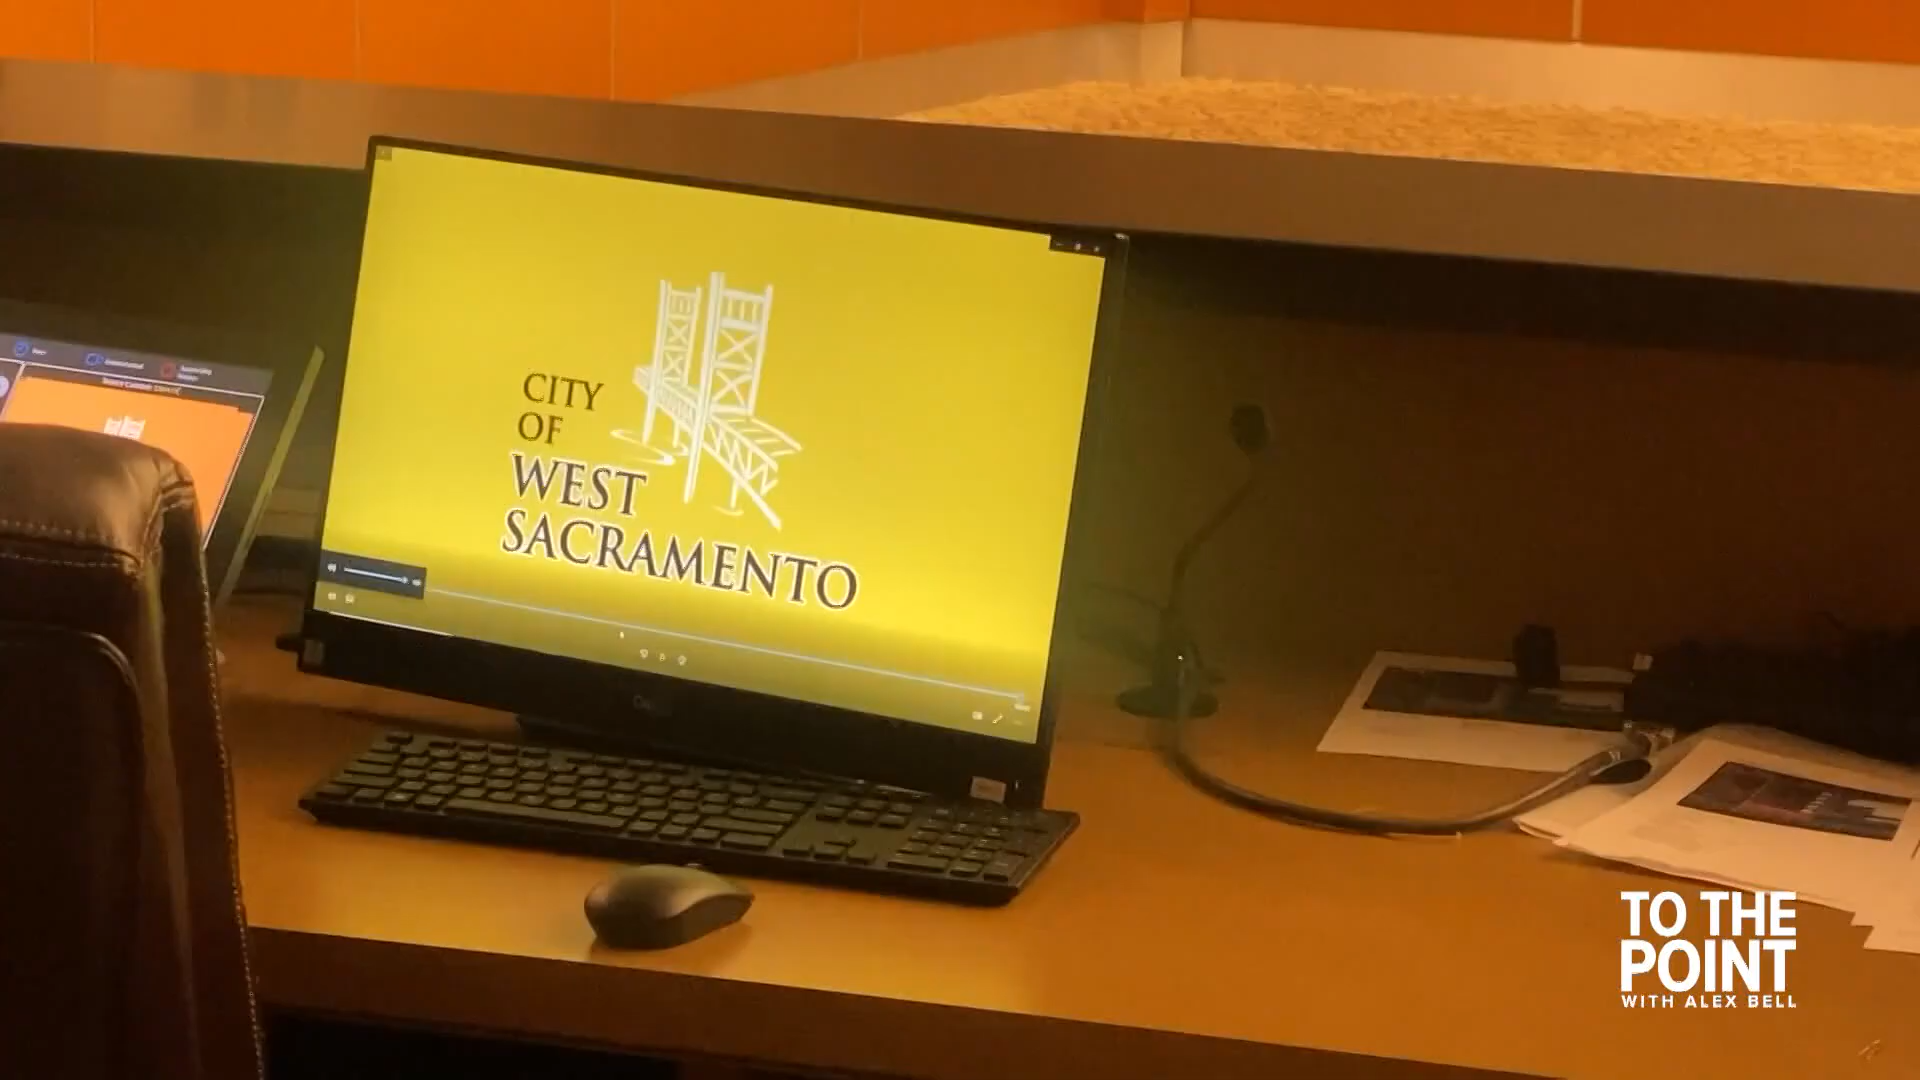 CITY
OF
WEST
SACRAMENTO
TO THE
POINT
WITH ALEX BELL